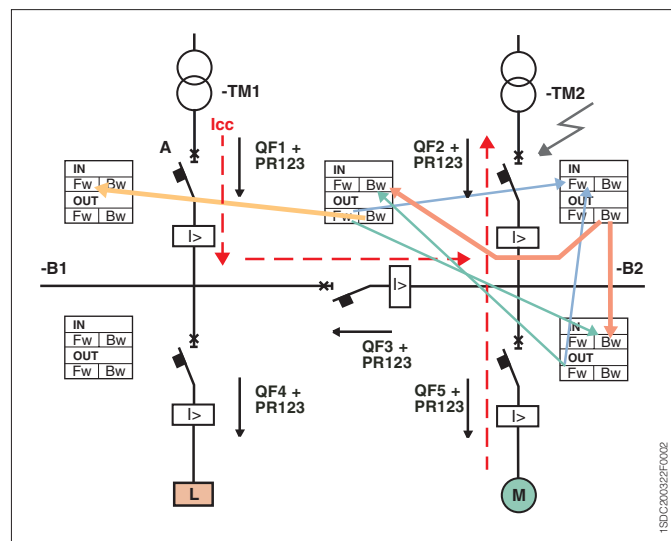 -TM1
-TM2
Icc
A
QF1 +
PR123
QF2 +
PR123
IN
Fw Bw
OUT
Fw Bw
IN
Fw Bw
OUT
Fw Bw
IN
Fw Bw
OUT
Fw Bw
I>
I>
-B1
I>
-B2
IN
Fw Bw
OUT
Fw Bw
IN
Fw Bw
OUT
Fw Bw
QF3 +
PR123
QF4 +
PR123
QF5 +
PR123
I>
I>
L
M
1SDC200322F0002